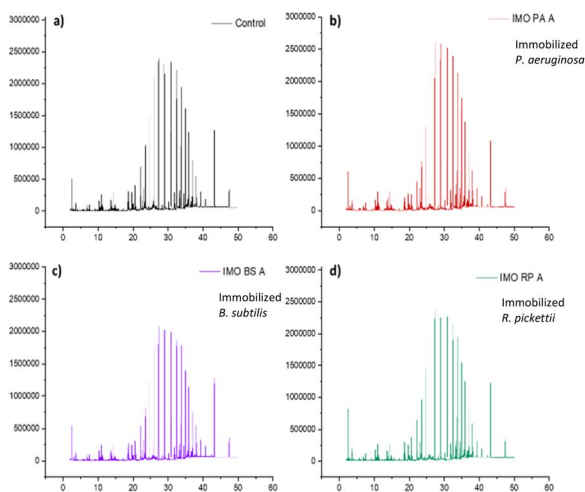 a)
Control
3000000
2500000
2000000
1500000
1000000
500000
0
0 10 20 30 40 50 60
b)
IMO PA A
Immobilized
P. aeruginosa
3000000
2500000
2000000
1500000
1000000
500000
0
0 10 20 30 40 50 60
c)
IMO BS A
Immobilized
B. subtilis
3000000
2500000
2000000
1500000
1000000
500000
0
0 10 20 30 40 50 60
d)
IMO RP A
Immobilized
R. pickettii
3000000
2500000
2000000
1500000
1000000
500000
0
0 10 20 30 40 50 60